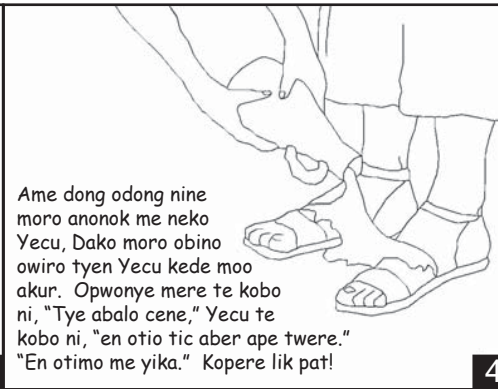 Ame dong odong nine
moro anonok me neko
Yecu, Dako moro obino
owiro tyen Yecu kede moo
akur. Opwonye mere te kobo
ni, “Tye abalo cene,” Yecu te
kobo ni, “en otio tic aber ape twere.”
“En otimo me yika.” Kopere lik pat!
4